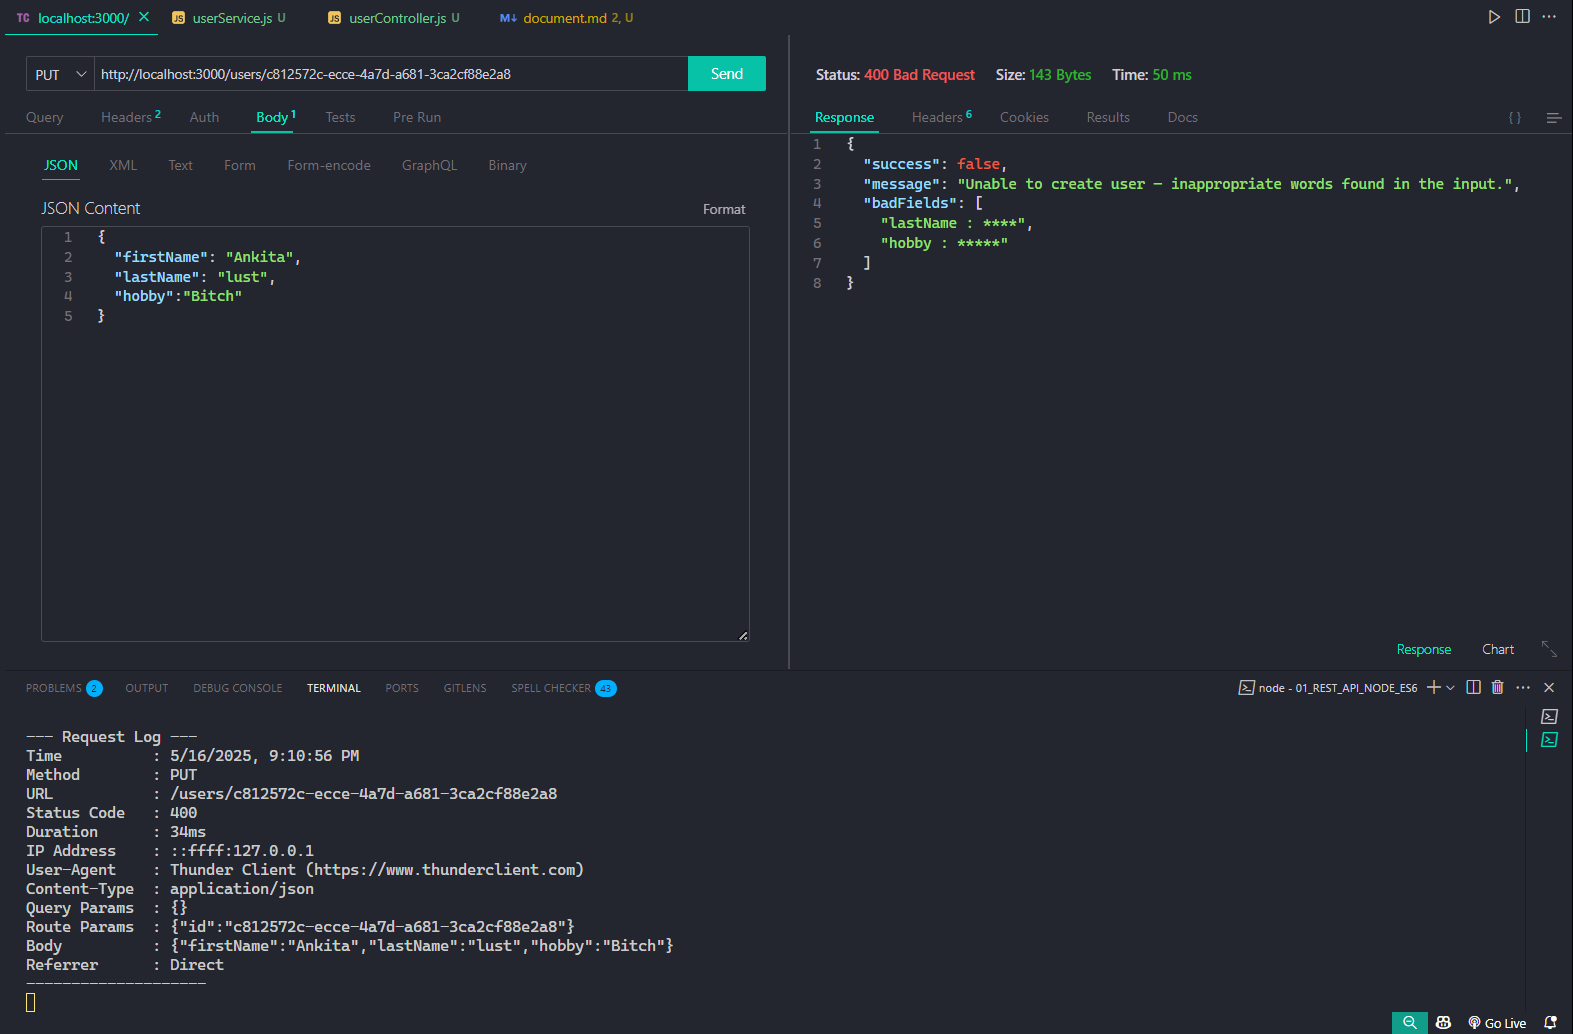 TC localhost:3000/ × JS userService.js U JS userController.js U M↓ document.md 2, U
PUT http://localhost:3000/users/c812572c-ecce-4a7d-a681-3ca2cf88e2a8 Send
Query Headers 2 Auth Body 1 Tests Pre Run
JSON XML Text Form Form-encode GraphQL Binary
JSON Content Format
1 {
2 "firstName": "Ankita",
3 "lastName": "lust",
4 "hobby":"Bitch"
5 }
Status: 400 Bad Request Size: 143 Bytes Time: 50 ms
Response Headers 6 Cookies Results Docs { }
1 {
2 "success": false,
3 "message": "Unable to create user – inappropriate words found in the input.",
4 "badFields": [
5 "lastName : ****",
6 "hobby : *****"
7 ]
8 }
Response Chart
PROBLEMS 2 OUTPUT DEBUG CONSOLE TERMINAL PORTS GITLENS SPELL CHECKER 43 node - 01_REST_API_NODE_ES6
--- Request Log ---
Time : 5/16/2025, 9:10:56 PM
Method : PUT
URL : /users/c812572c-ecce-4a7d-a681-3ca2cf88e2a8
Status Code : 400
Duration : 34ms
IP Address : ::ffff:127.0.0.1
User-Agent : Thunder Client (https://www.thunderclient.com)
Content-Type : application/json
Query Params : {}
Route Params : {"id":"c812572c-ecce-4a7d-a681-3ca2cf88e2a8"}
Body : {"firstName":"Ankita","lastName":"lust","hobby":"Bitch"}
Referrer : Direct
--------------------
Go Live